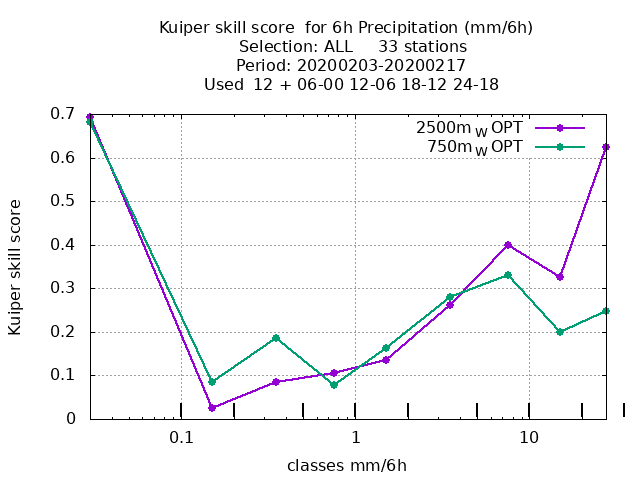 Kuiper skill score  for 6h Precipitation (mm/6h)
Selection: ALL     33 stations
Period: 20200203-20200217
Used  12 + 06-00 12-06 18-12 24-18
2500m W OPT
750m W OPT
Kuiper skill score
0.7
0.6
0.5
0.4
0.3
0.2
0.1
0
0.1
1
10
classes mm/6h